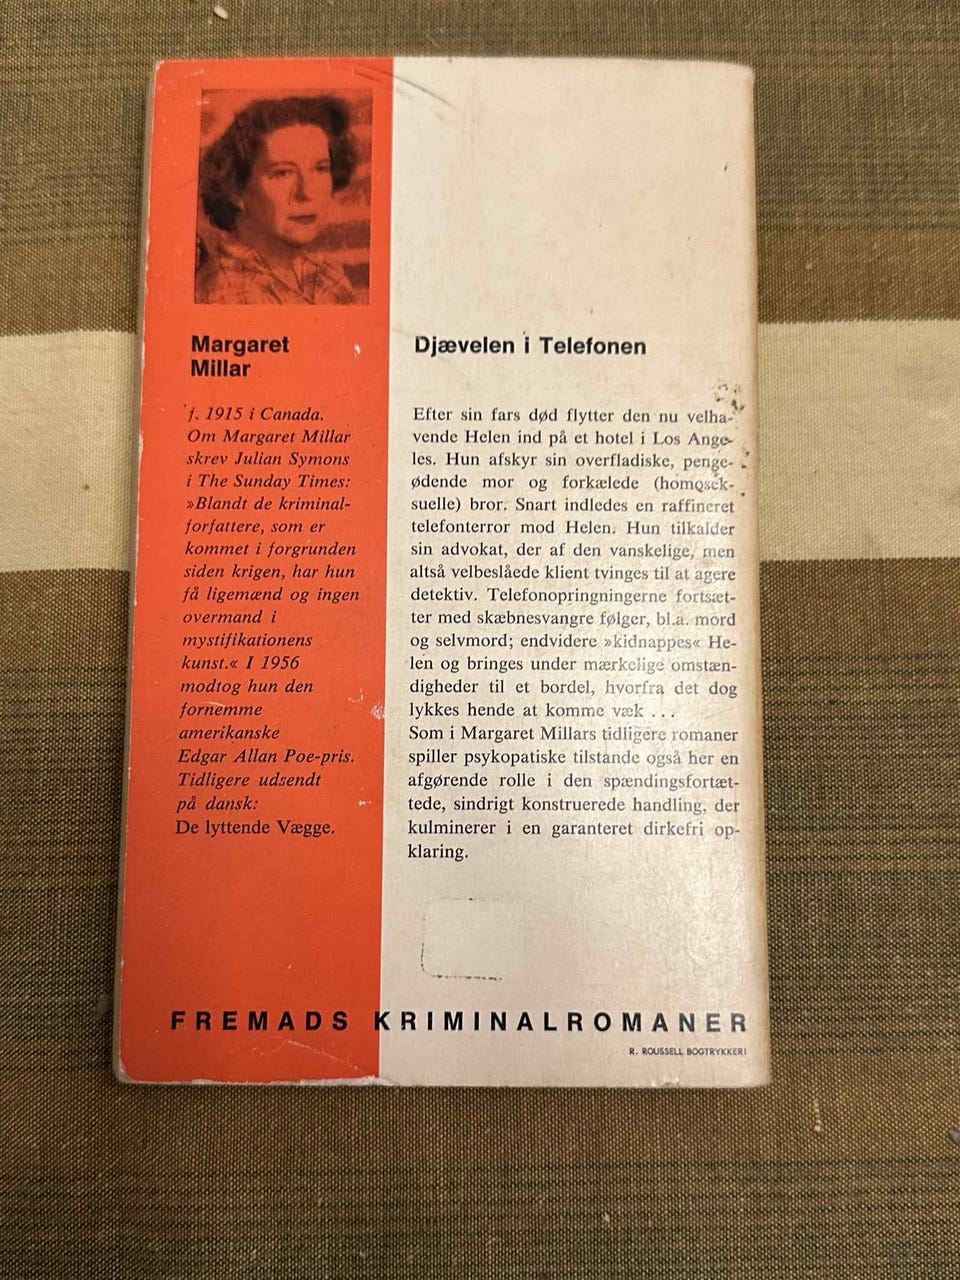 Margaret
Millar
f. 1915 i Canada.
Om Margaret Millar
skrev Julian Symons
i The Sunday Times:
»Blandt de kriminal-
forfattere, som er
kommet i forgrunden
siden krigen, har hun
få ligemænd og ingen
overmand i
mystifikationens
kunst.« I 1956
modtog hun den
fornemme
amerikanske
Edgar Allan Poe-pris.
Tidligere udsendt
på dansk:
De lyttende Vægge.
Djævelen i Telefonen
Efter sin fars død flytter den nu velha-
vende Helen ind på et hotel i Los Ange-
les. Hun afskyr sin overfladiske, penge-
ødende mor og forkælede (homosek-
suelle) bror. Snart indledes en raffineret
telefonterror mod Helen. Hun tilkalder
sin advokat, der af den vanskelige, men
altså velbeslåede klient tvinges til at agere
detektiv. Telefonopringningerne fortsæt-
ter med skæbnesvangre følger, bl.a. mord
og selvmord; endvidere »kidnappes« He-
len og bringes under mærkelige omstæn-
digheder til et bordel, hvorfra det dog
lykkes hende at komme væk ...
Som i Margaret Millars tidligere romaner
spiller psykopatiske tilstande også her en
afgørende rolle i den spændingsfortæt-
tede, sindrigt konstruerede handling, der
kulminerer i en garanteret dirkefri op-
klaring.
FREMADS KRIMINALROMANER
R. ROUSSELL BOGTRYKKERI